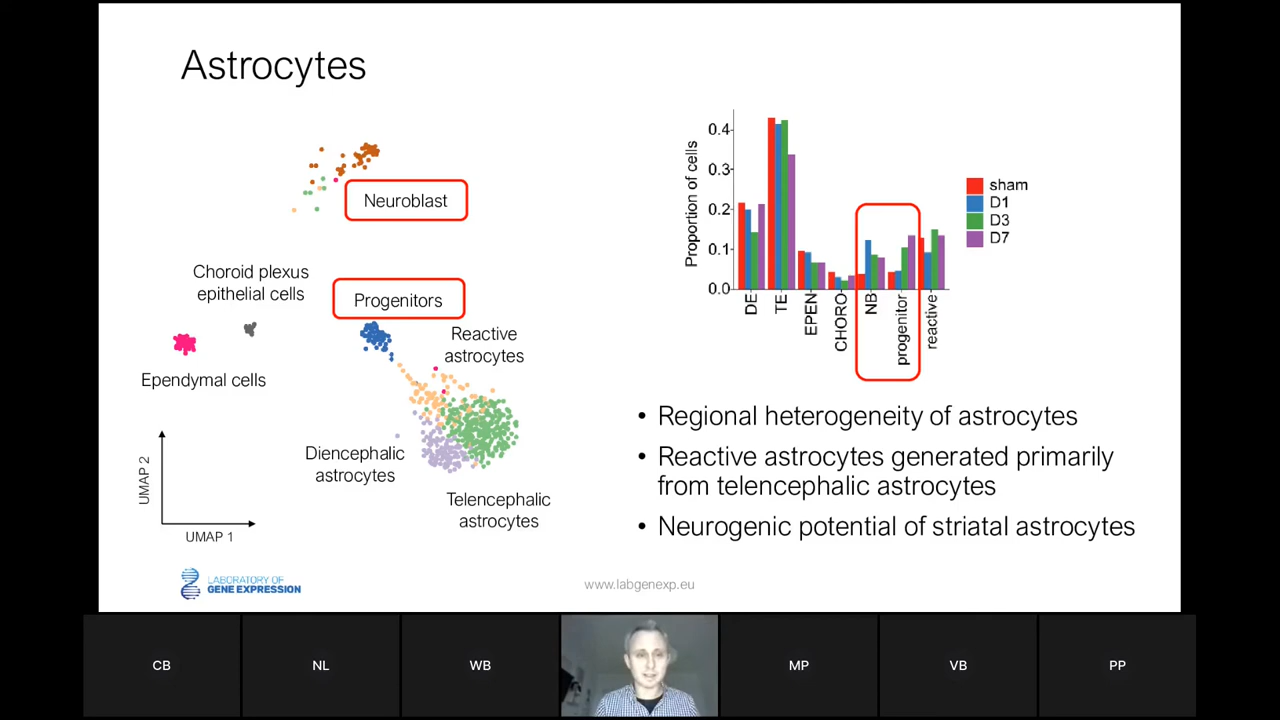 Astrocytes
Neuroblast
Choroid plexus
epithelial cells
Progenitors
Reactive
astrocytes
Ependymal cells
Diencephalic
astrocytes
Telencephalic
astrocytes
UMAP 2
UMAP 1
Proportion of cells
0.4
0.3
0.2
0.1
0.0
DE
TE
EPEN
CHORO
NB
progenitor
reactive
sham
D1
D3
D7
• Regional heterogeneity of astrocytes
• Reactive astrocytes generated primarily
from telencephalic astrocytes
• Neurogenic potential of striatal astrocytes
LABORATORY OF
GENE EXPRESSION
www.labgenexp.eu
CB
NL
WB
MP
VB
PP